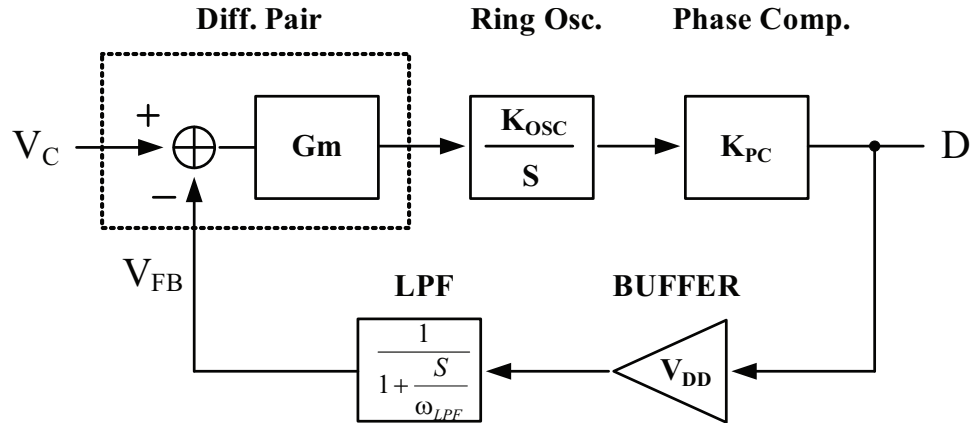 Diff. Pair Ring Osc. Phase Comp.
V_C + − Gm K_OSC / S K_PC D
V_FB LPF BUFFER
1 / 1 + S / ω_LPF V_DD